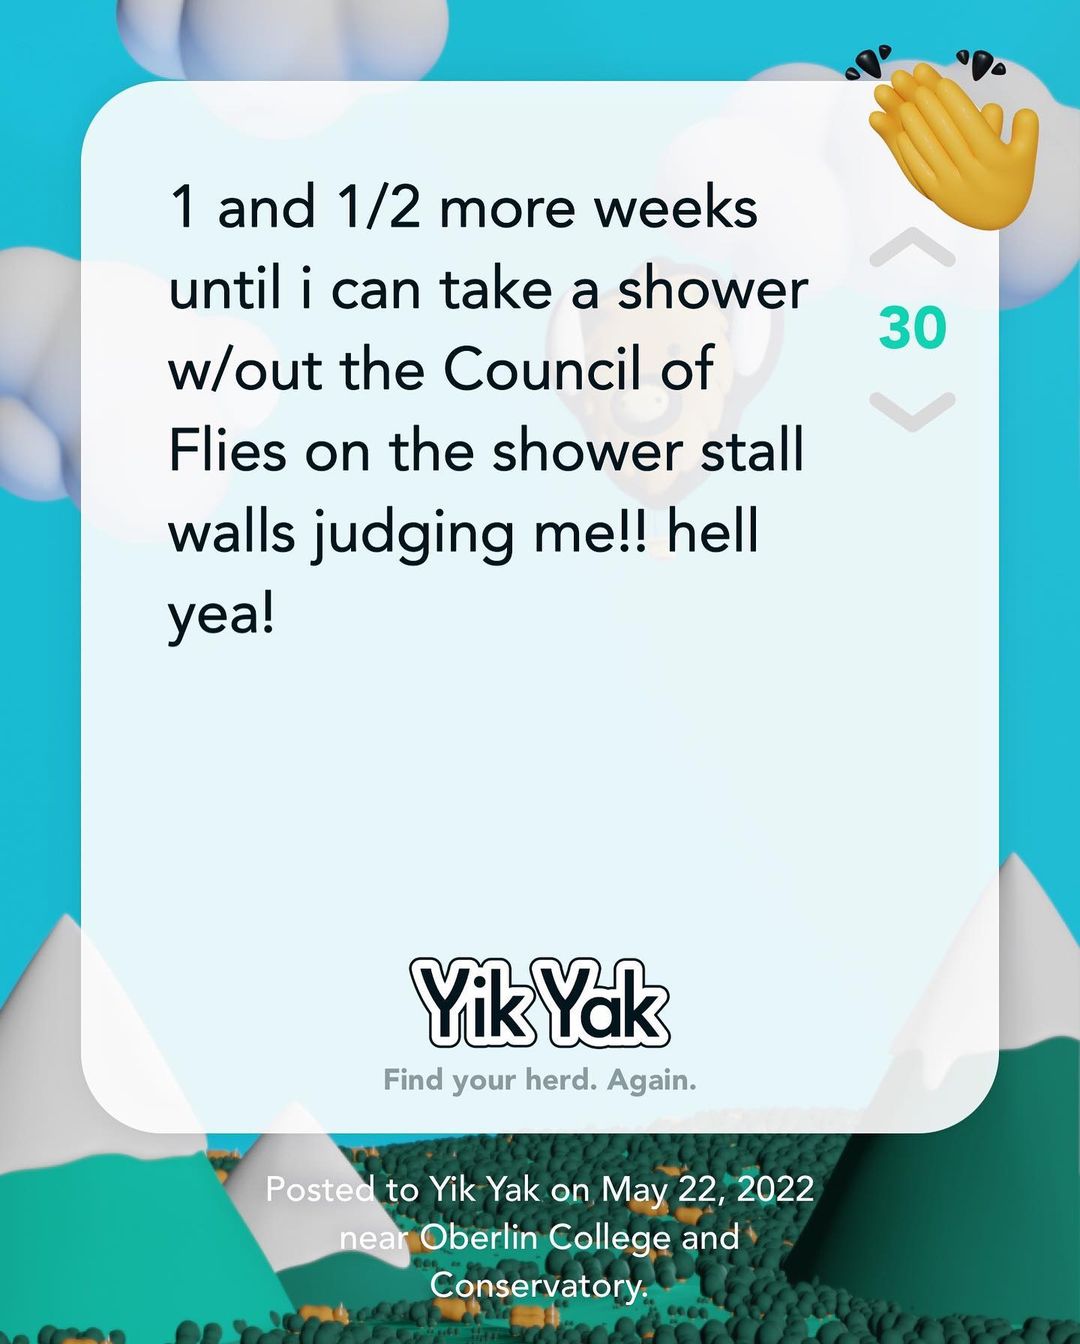 1 and 1/2 more weeks
until i can take a shower
w/out the Council of
Flies on the shower stall
walls judging me!! hell
yea!
30
Yik Yak
Find your herd. Again.
Posted to Yik Yak on May 22, 2022
near Oberlin College and
Conservatory.